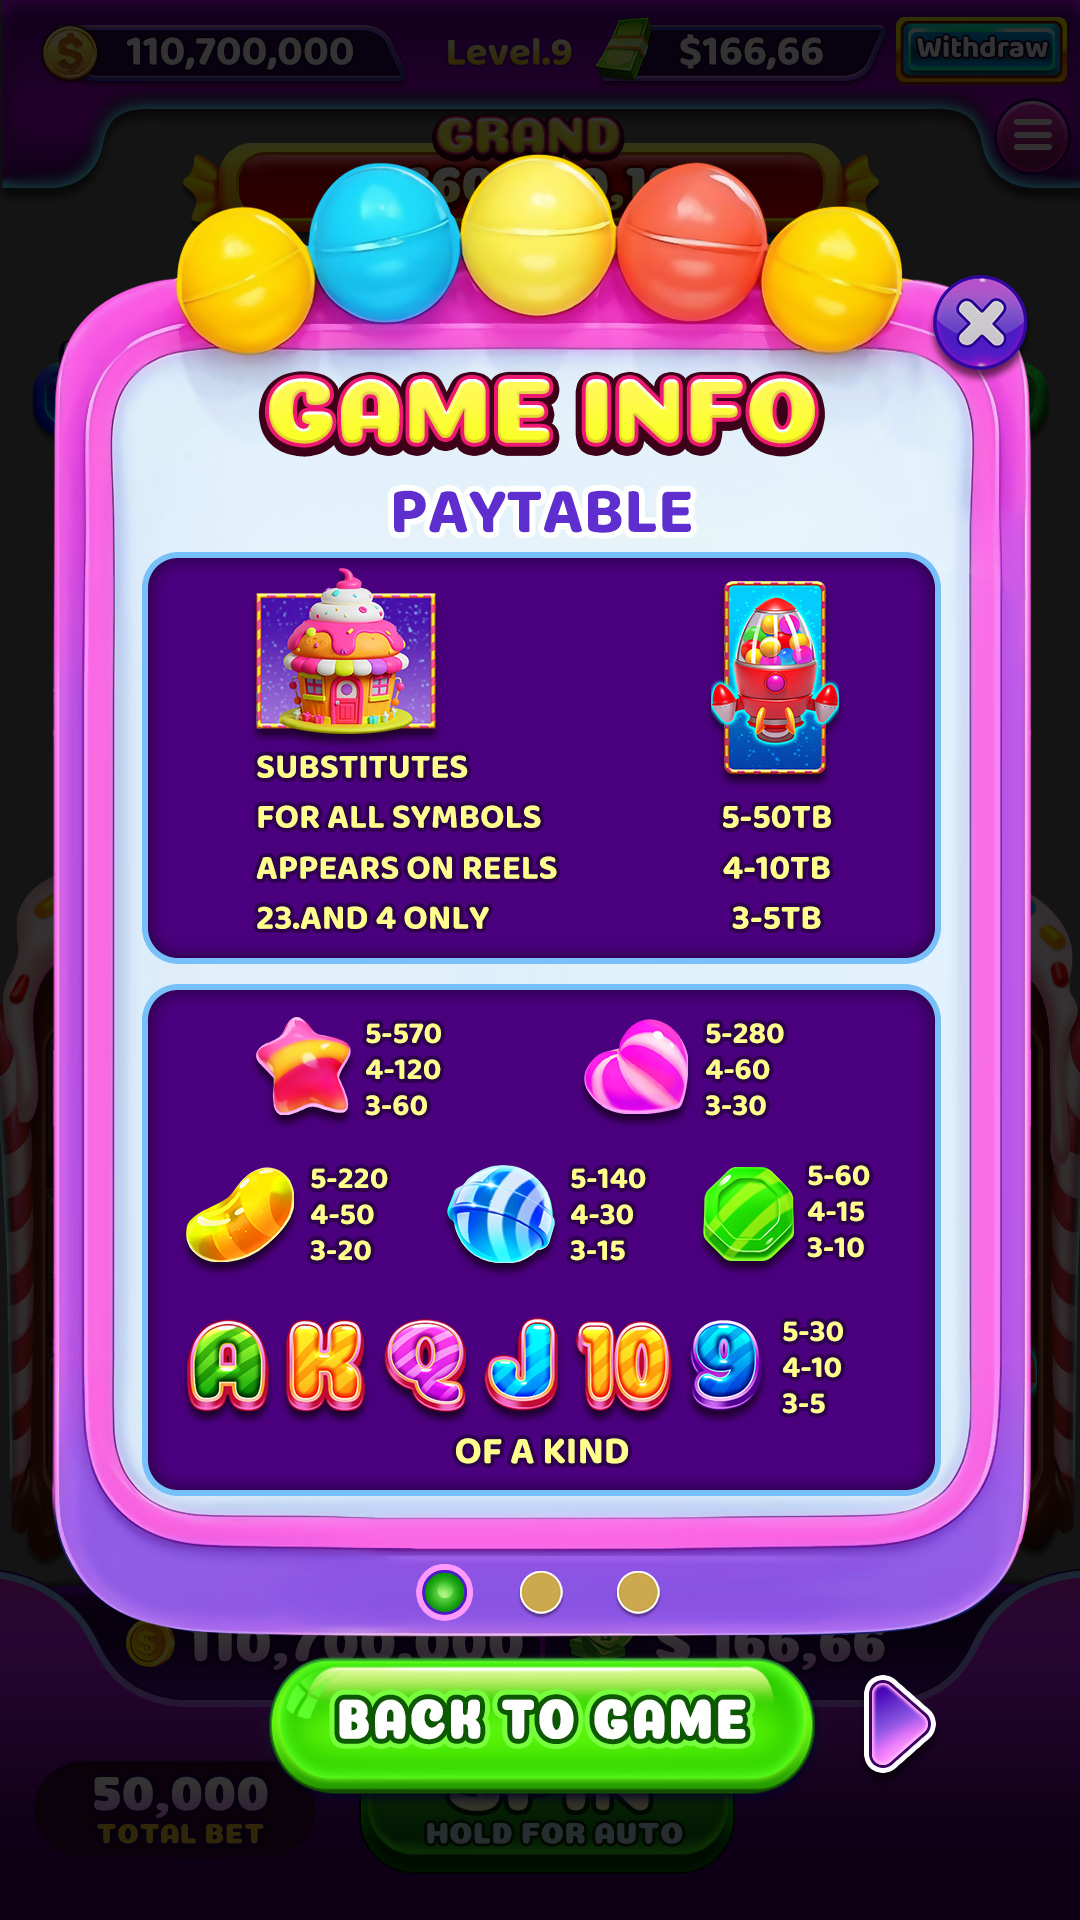 110,700,000 Level.9 $166,66 Withdraw
GRAND
GAME INFO
PAYTABLE
SUBSTITUTES
FOR ALL SYMBOLS
APPEARS ON REELS
23.AND 4 ONLY
5-50TB
4-10TB
3-5TB
5-570
4-120
3-60
5-280
4-60
3-30
5-220
4-50
3-20
5-140
4-30
3-15
5-60
4-15
3-10
A K Q J 10 9
5-30
4-10
3-5
OF A KIND
110,700,000 $ 166,66
BACK TO GAME
50,000
TOTAL BET
SPIN
HOLD FOR AUTO